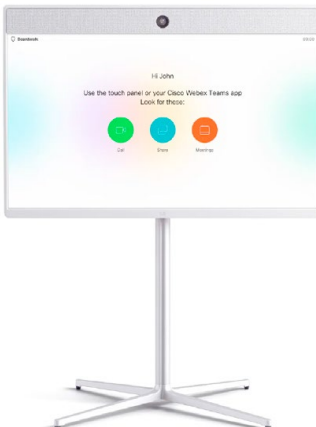 Hi John
Use the touch panel or your Cisco Webex Teams app
Look for these:
Call
Share
Meetings